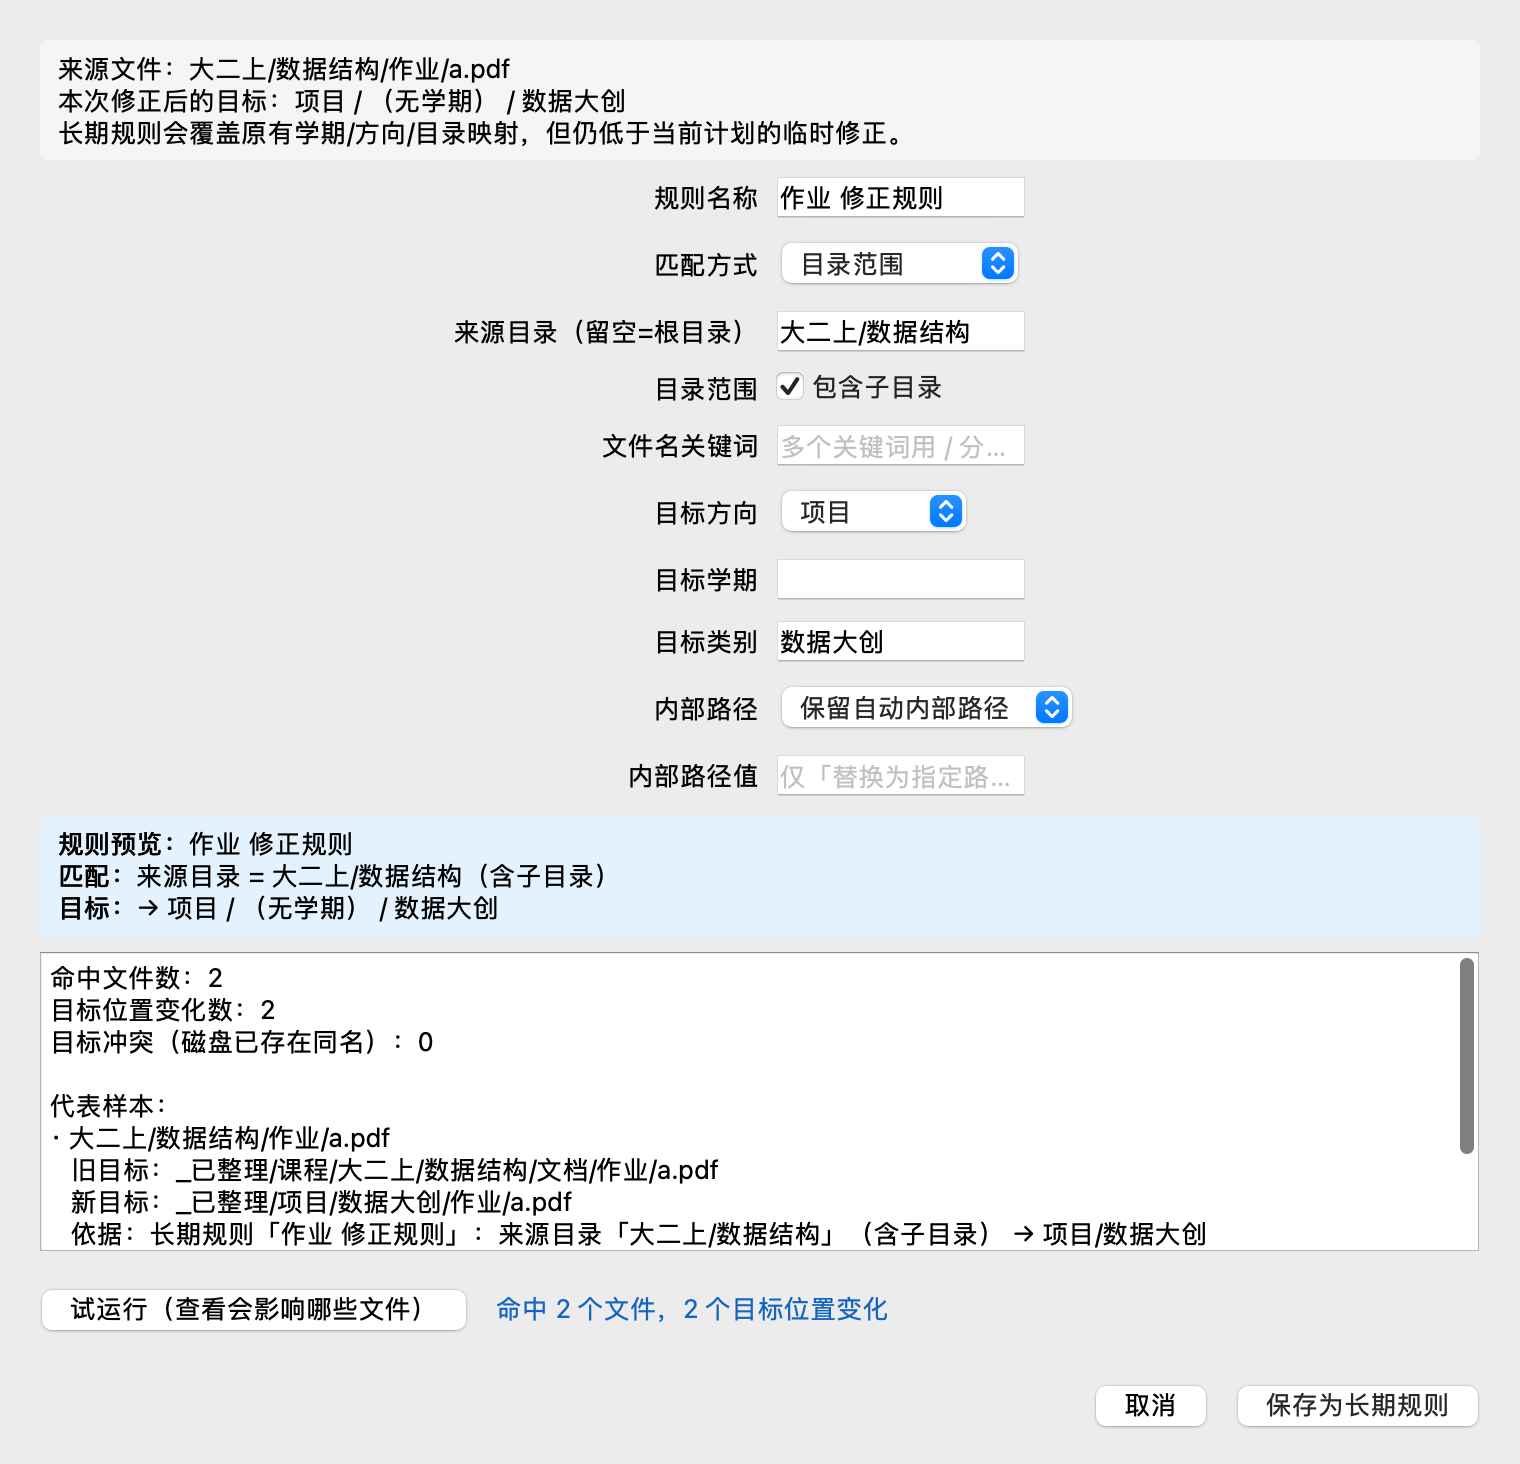 来源文件：大二上/数据结构/作业/a.pdf
本次修正后的目标：项目 / （无学期） / 数据大创
长期规则会覆盖原有学期/方向/目录映射，但仍低于当前计划的临时修正。
规则名称 作业 修正规则
匹配方式 目录范围
来源目录（留空=根目录） 大二上/数据结构
目录范围 包含子目录
文件名关键词 多个关键词用 / 分...
目标方向 项目
目标学期
目标类别 数据大创
内部路径 保留自动内部路径
内部路径值 仅「替换为指定路...
规则预览：作业 修正规则
匹配：来源目录 = 大二上/数据结构（含子目录）
目标：→ 项目 / （无学期） / 数据大创
命中文件数：2
目标位置变化数：2
目标冲突（磁盘已存在同名）：0
代表样本：
· 大二上/数据结构/作业/a.pdf
旧目标：_已整理/课程/大二上/数据结构/文档/作业/a.pdf
新目标：_已整理/项目/数据大创/作业/a.pdf
依据：长期规则「作业 修正规则」：来源目录「大二上/数据结构」（含子目录） → 项目/数据大创
试运行（查看会影响哪些文件） 命中 2 个文件，2 个目标位置变化
取消 保存为长期规则